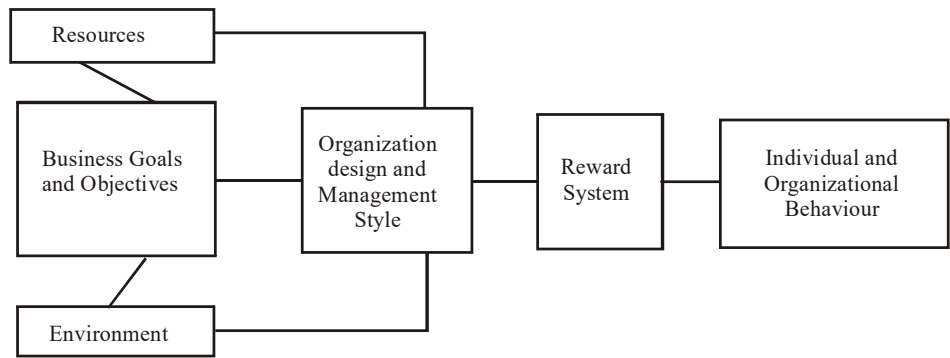 Resources
Business Goals
and Objectives
Environment
Organization
design and
Management
Style
Reward
System
Individual and
Organizational
Behaviour